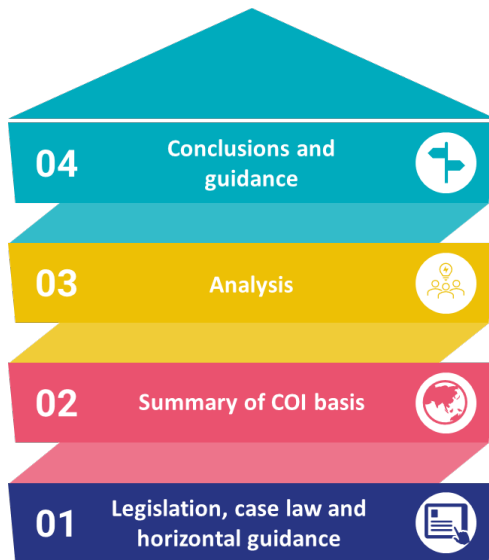 04
Conclusions and
guidance
03
Analysis
02
Summary of COI basis
01
Legislation, case law and
horizontal guidance